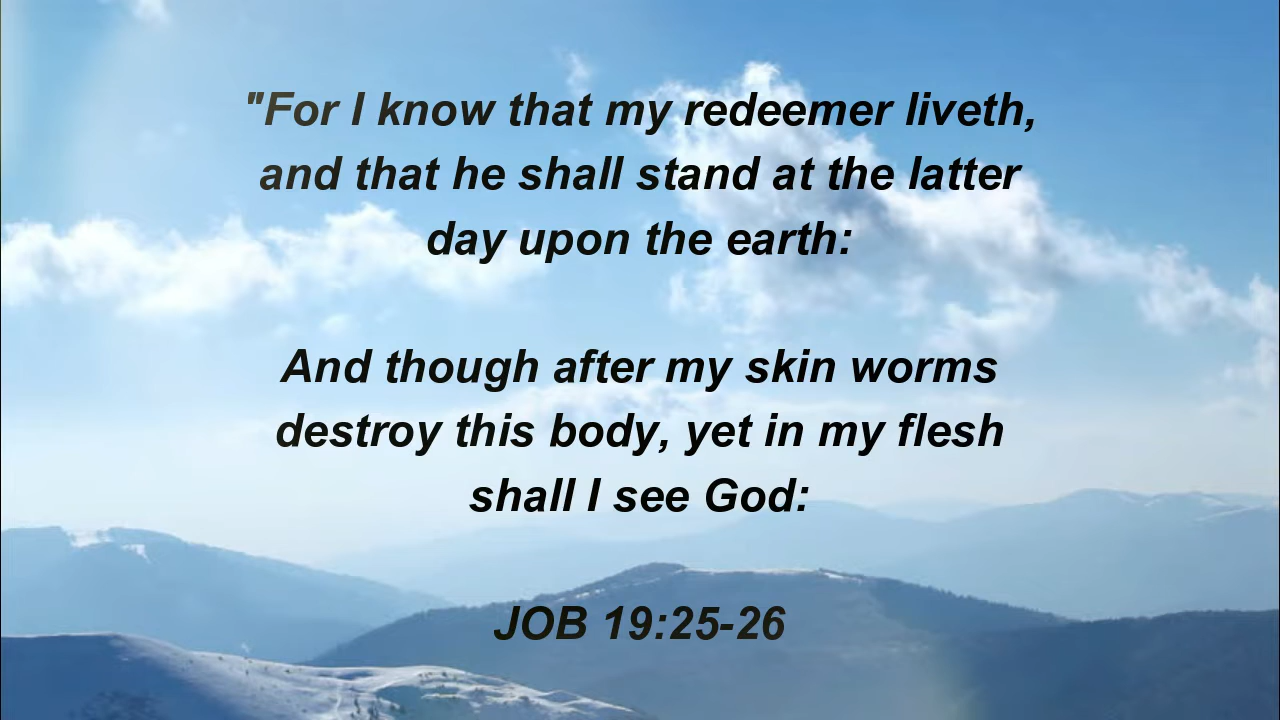 "For I know that my redeemer liveth,
and that he shall stand at the latter
day upon the earth:
And though after my skin worms
destroy this body, yet in my flesh
shall I see God:
JOB 19:25-26